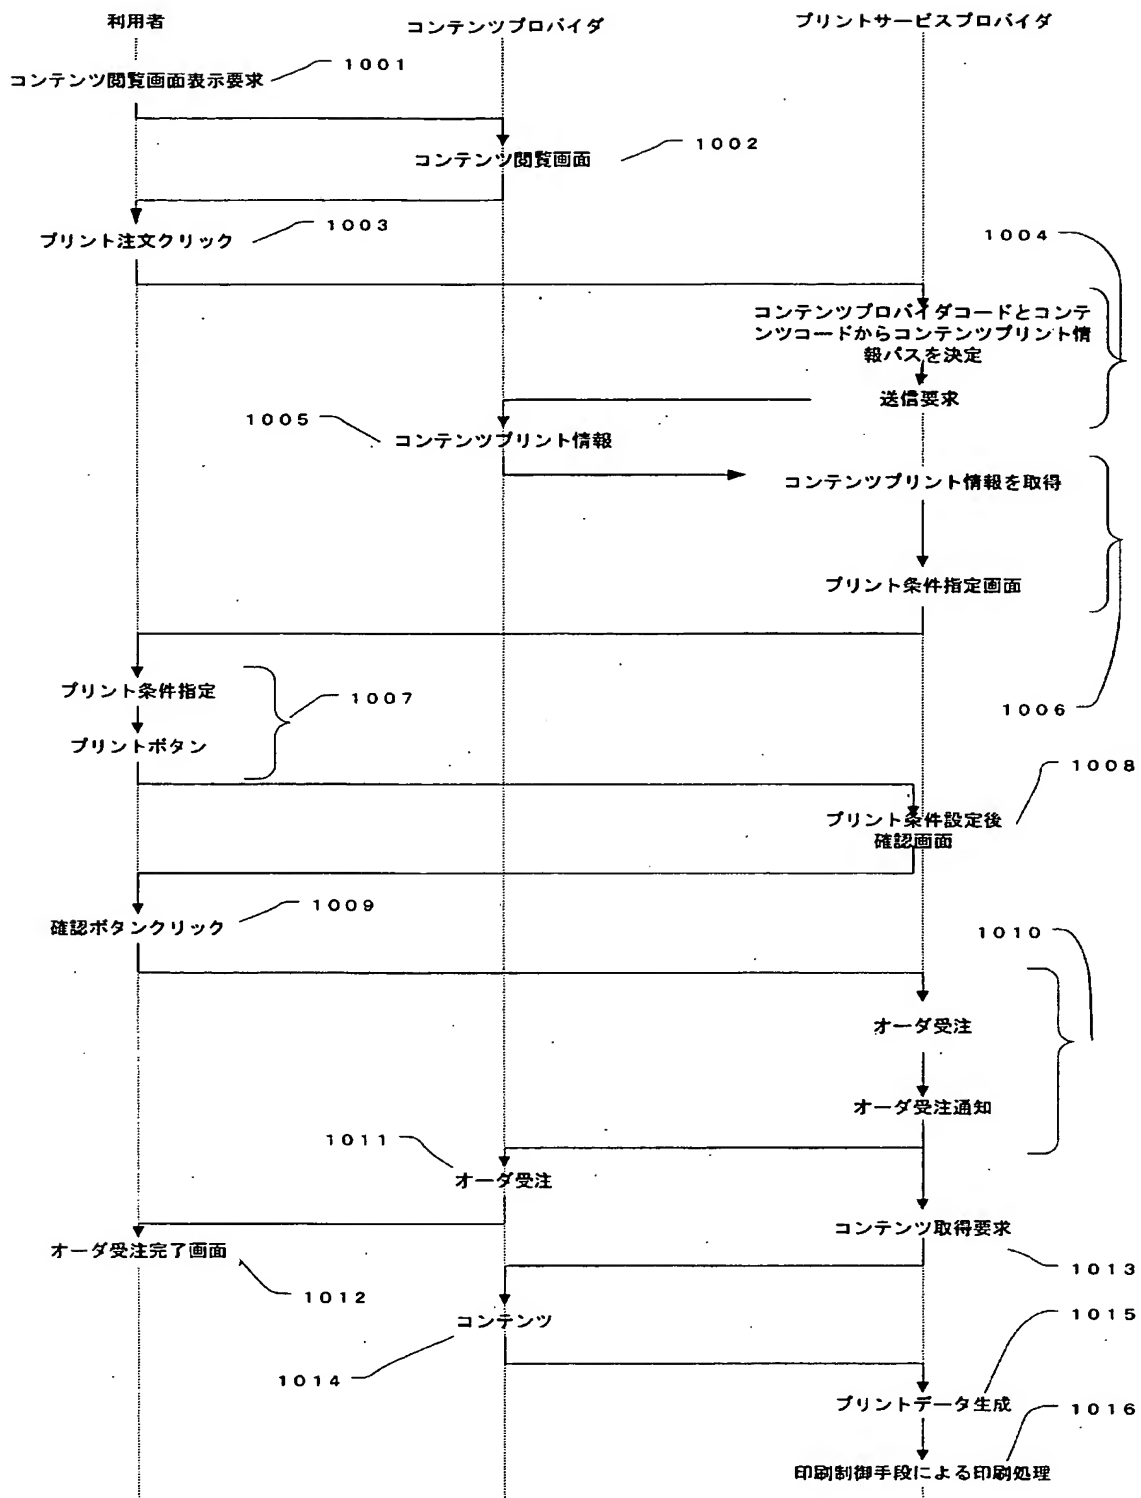 利用者
コンテンツプロバイダ
プリントサービスプロバイダ
1001
コンテンツ閲覧画面表示要求
1002
コンテンツ閲覧画面
1003
プリント注文クリック
1004
コンテンツプロバイダコードとコンテ
ンツコードからコンテンツプリント情
報パスを決定
送信要求
1005
コンテンツプリント情報
コンテンツプリント情報を取得
プリント条件指定画面
1006
プリント条件指定
1007
プリントボタン
1008
プリント条件設定後
確認画面
1009
確認ボタンクリック
1010
オーダ受注
オーダ受注通知
1011
オーダ受注
コンテンツ取得要求
オーダ受注完了画面
1013
1012
コンテンツ
1015
1014
プリントデータ生成
1016
印刷制御手段による印刷処理